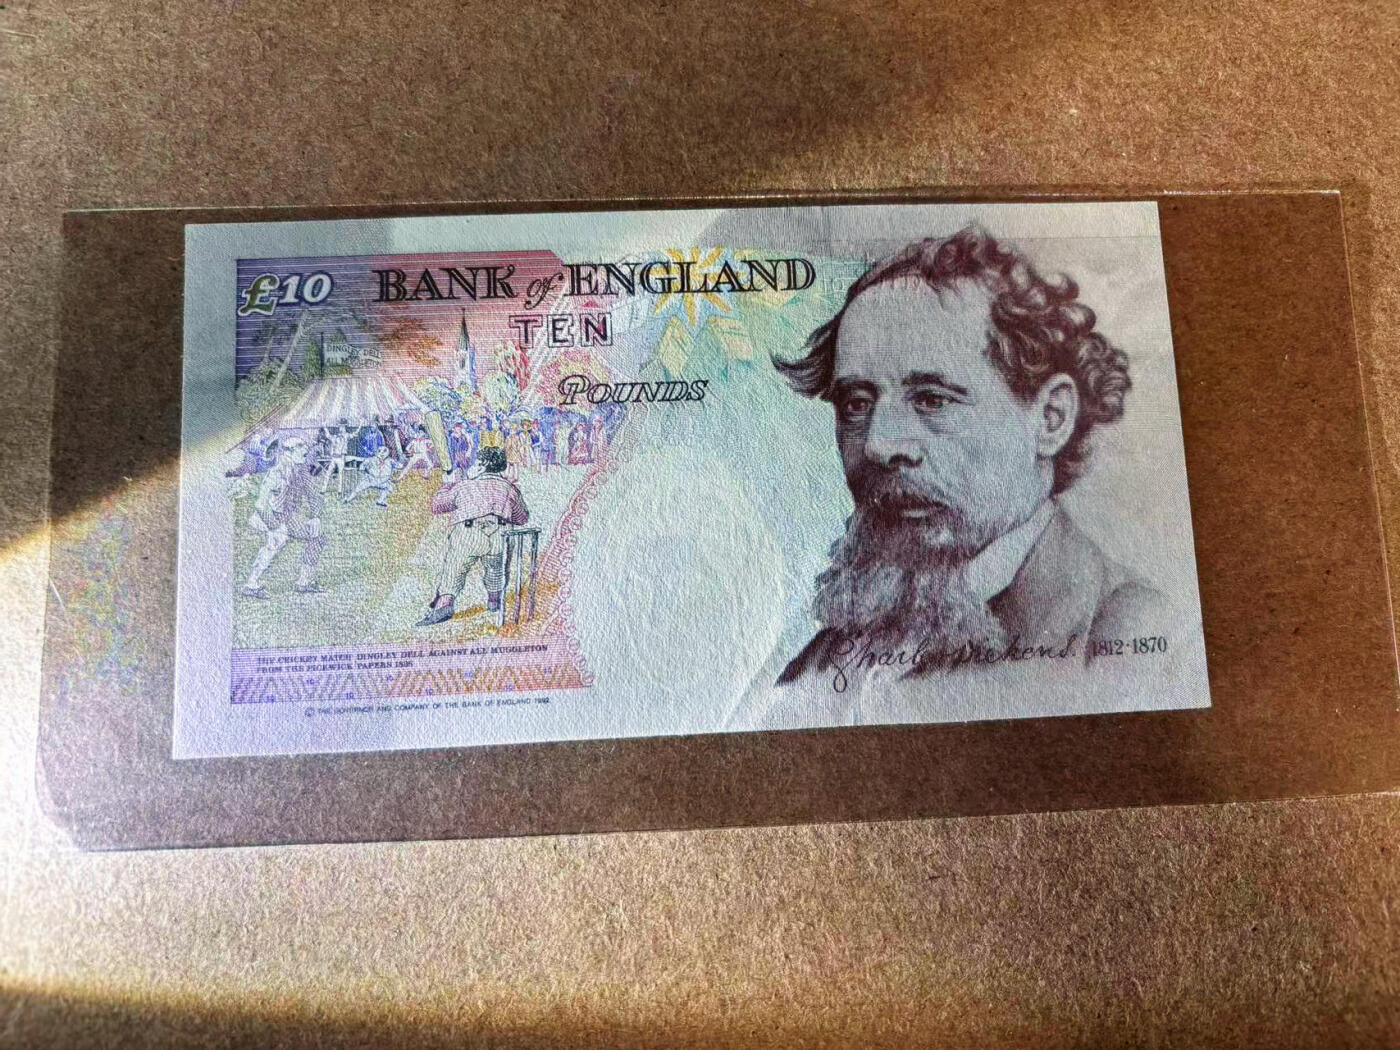 £10
BANK of ENGLAND
TEN
POUNDS
DINGLEY DELL
THE CRICKET MATCH DINGLEY DELL AGAINST ALL MUGGLETON
FROM THE PICKWICK PAPERS 1836
© THE GOVERNOR AND COMPANY OF THE BANK OF ENGLAND 1992
Charles Dickens. 1812-1870